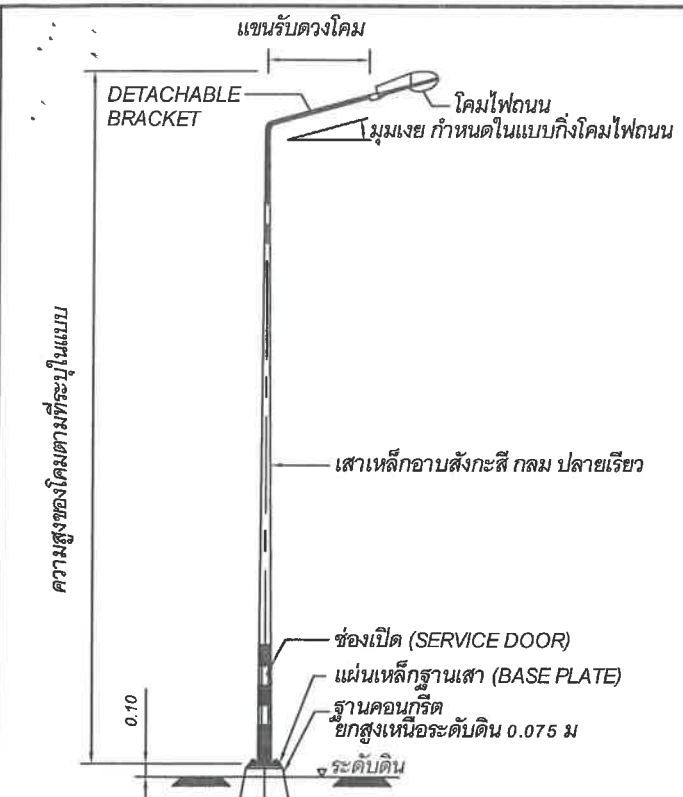 แขนรับดวงโคม
DETACHABLE
BRACKET
โคมไฟถนน
มุมเงย กำหนดในแบบกิ่งโคมไฟถนน
ความสูงของโคมตามที่ระบุในแบบ
เสาเหล็กอาบสังกะสี กลม ปลายเรียว
ช่องเปิด (SERVICE DOOR)
แผ่นเหล็กฐานเสา (BASE PLATE)
ฐานคอนกรีต
ยกสูงเหนือระดับดิน 0.075 ม
0.10
ระดับดิน